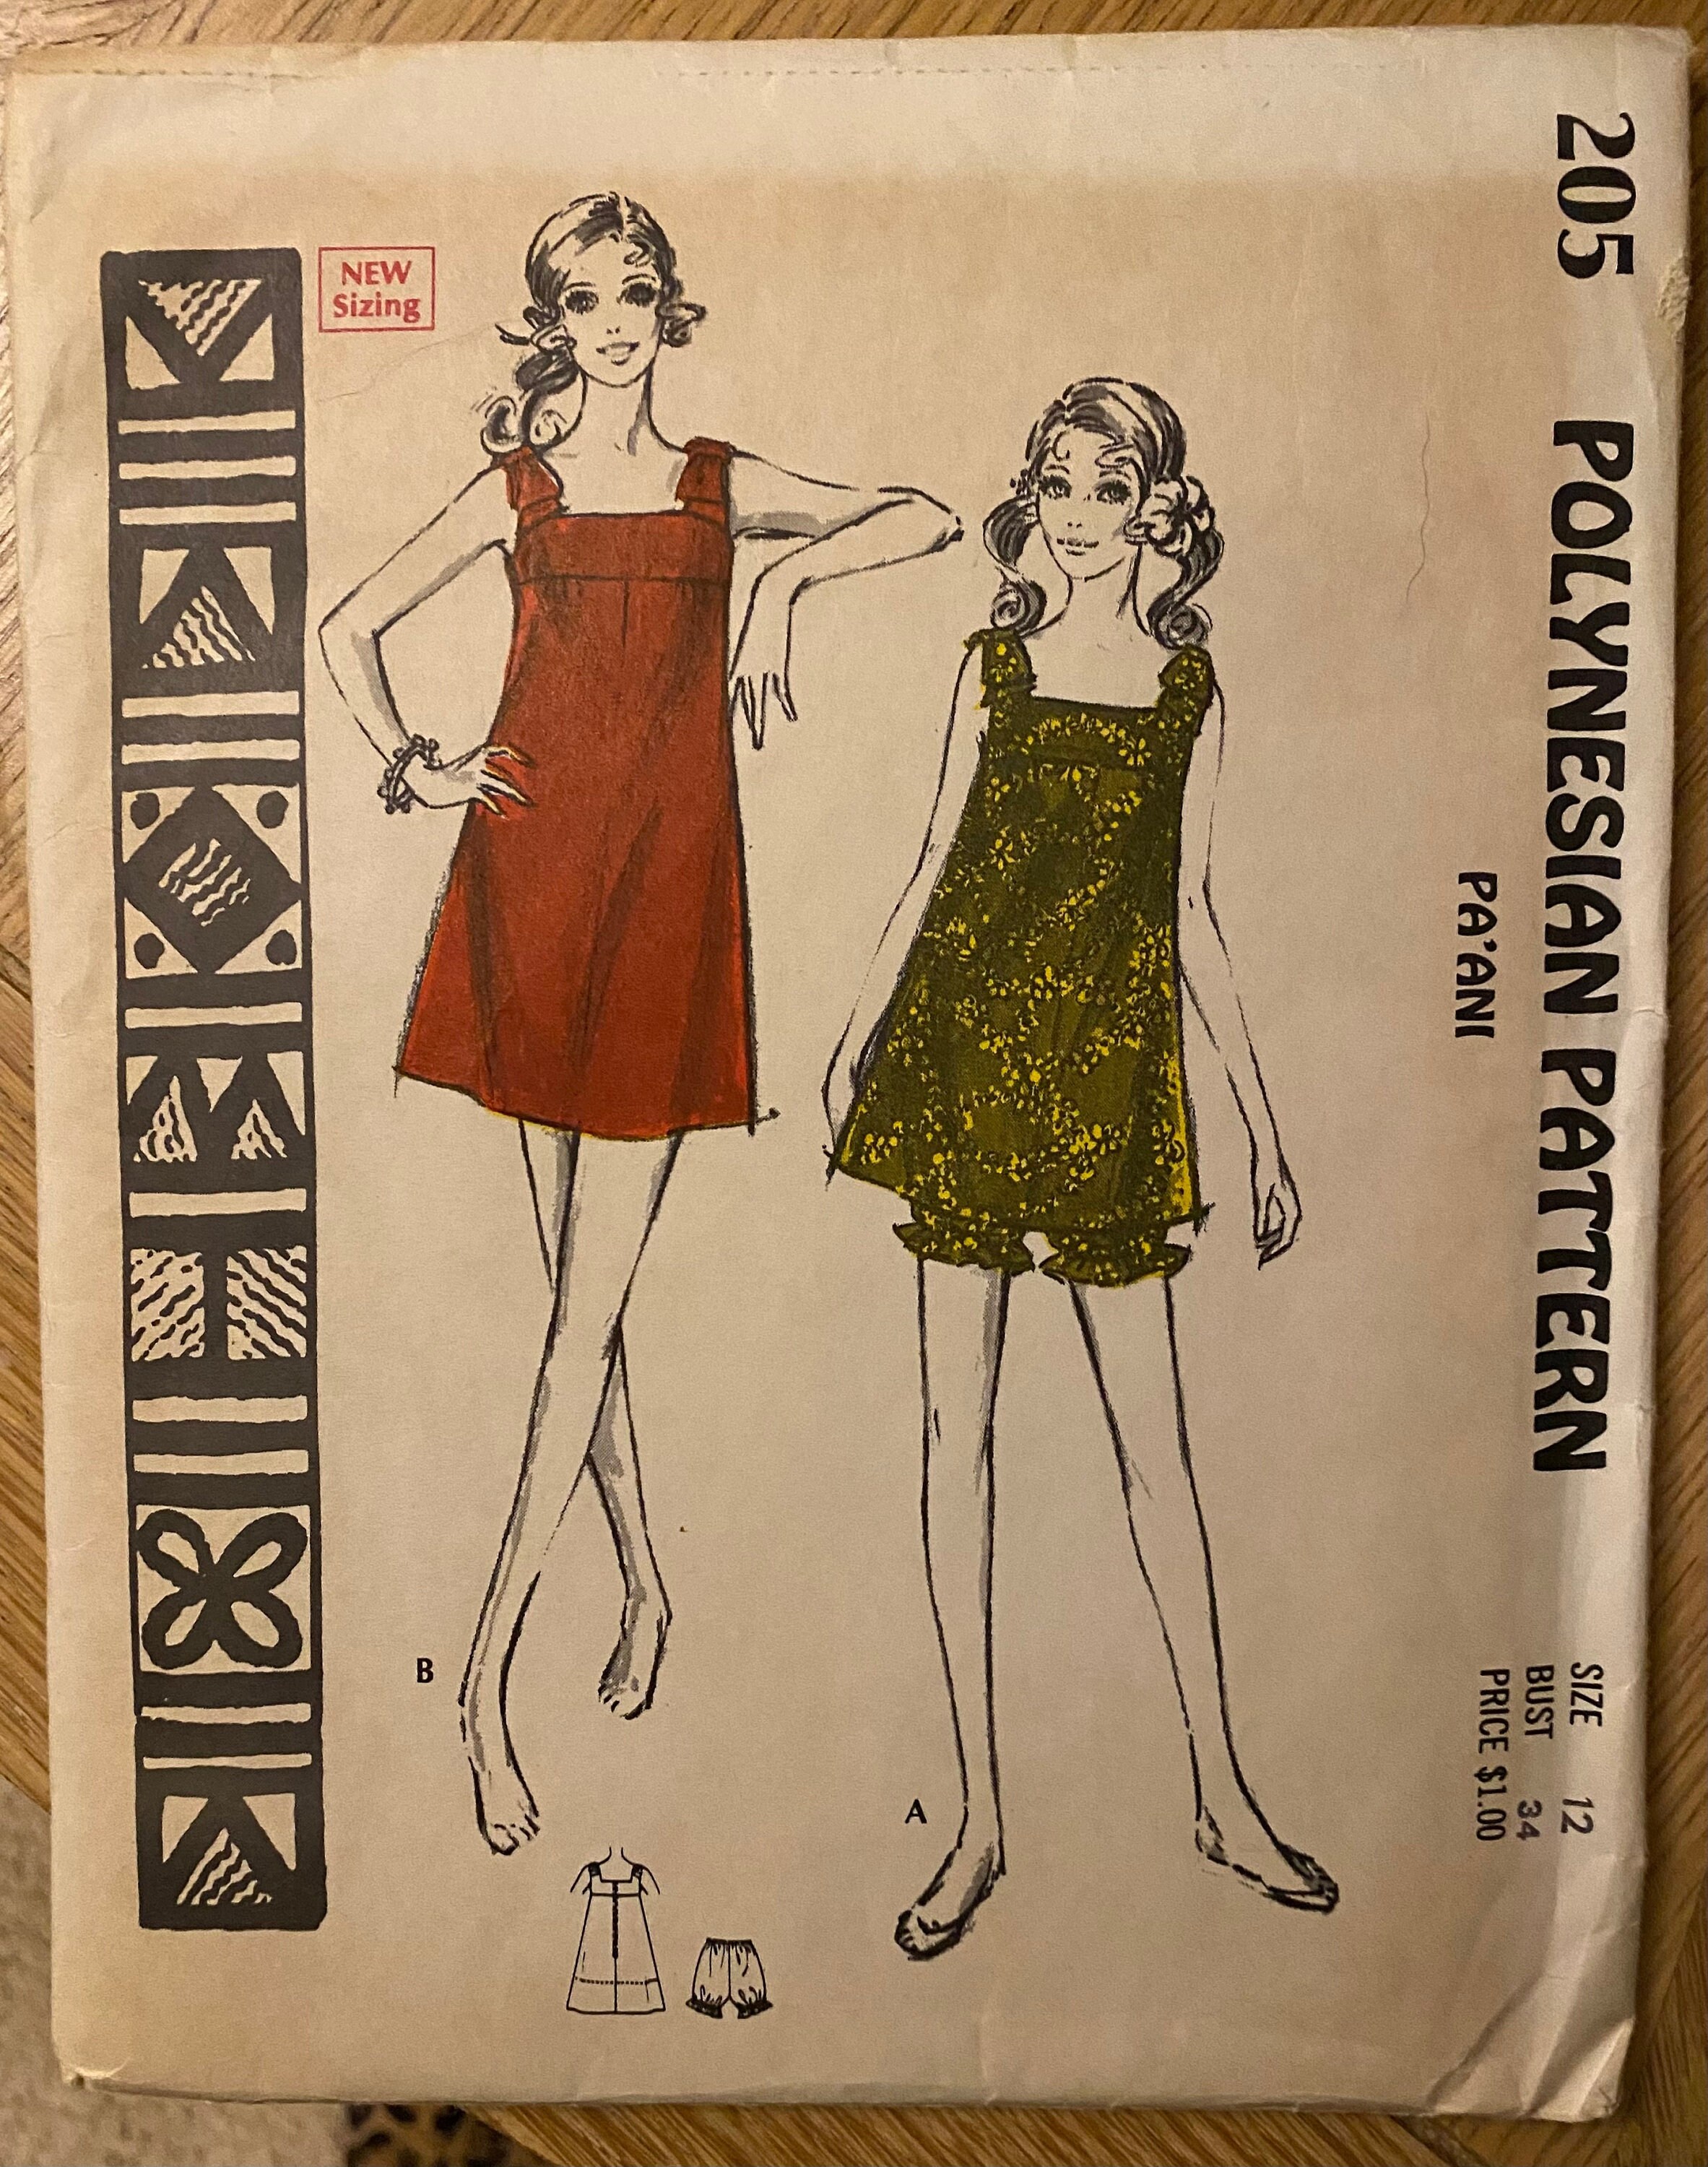 205 POLYNESIAN PATTERN
PA'ANI
SIZE 12
BUST 34
PRICE $1.00
NEW
Sizing
B
A